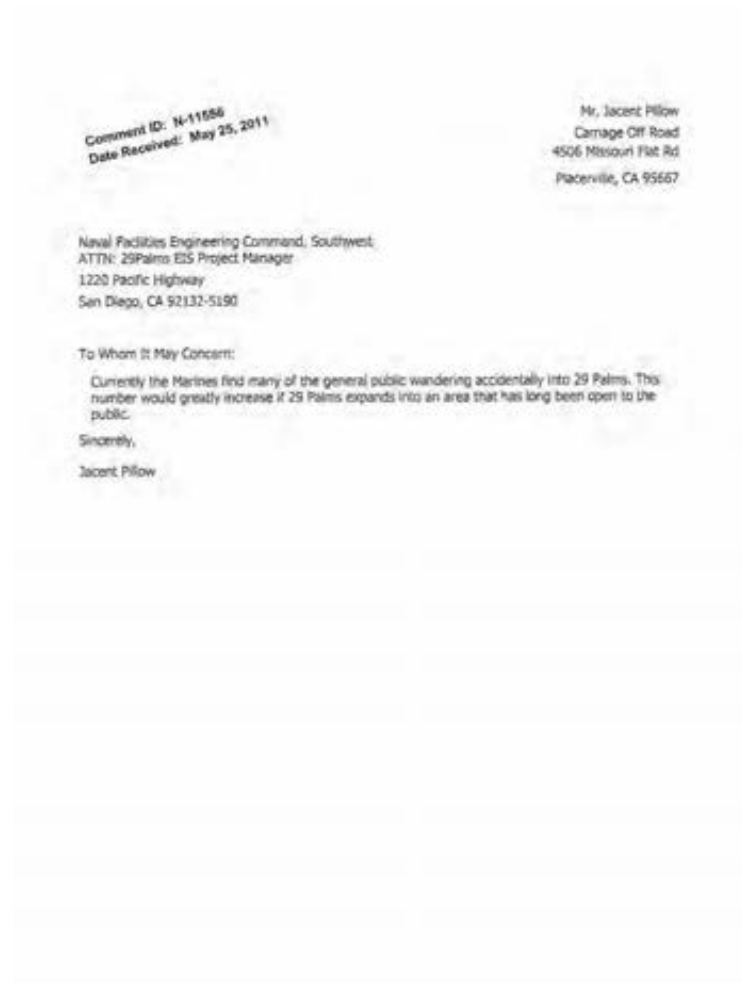 Comment ID: N-11586
Date Received: May 25, 2011
Mr. Jacent Pillow
Carnage Off Road
4506 Missouri Flat Rd
Placerville, CA 95667
Naval Facilities Engineering Command, Southwest
ATTN: 29Palms EIS Project Manager
1220 Pacific Highway
San Diego, CA 92132-5190
To Whom It May Concern:
Currently the Marines find many of the general public wandering accidentally into 29 Palms. This
number would greatly increase if 29 Palms expands into an area that has long been open to the
public.
Sincerely,
Jacent Pillow